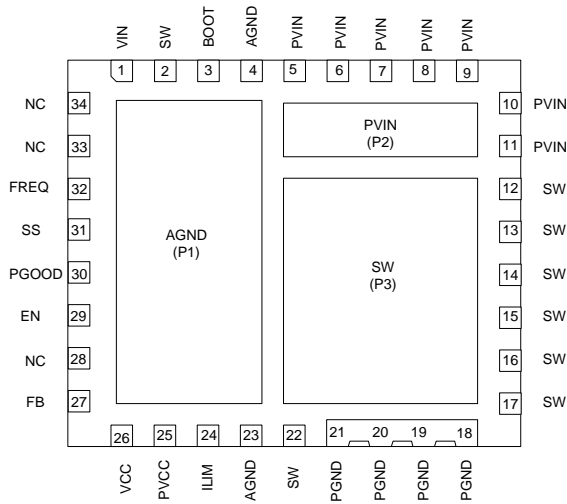 VIN SW BOOT AGND PVIN PVIN PVIN PVIN PVIN
1 2 3 4 5 6 7 8 9
NC 34 10 PVIN
PVIN
(P2)
NC 33 11 PVIN
FREQ 32 12 SW
SS 31 13 SW
AGND
(P1)
SW
(P3)
PGOOD 30 14 SW
EN 29 15 SW
NC 28 16 SW
FB 27 17 SW
26 25 24 23 22 21 20 19 18
VCC PVCC ILIM AGND SW PGND PGND PGND PGND